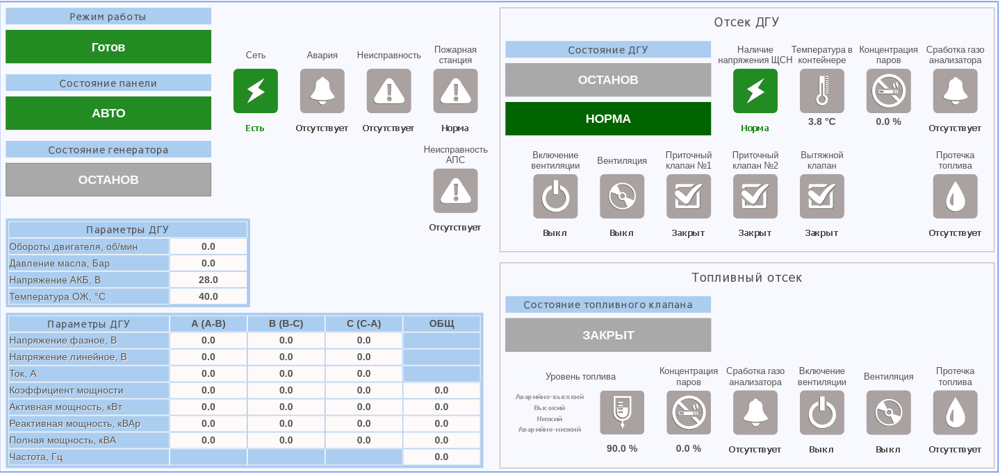 Режим работы
Готов
Состояние панели
АВТО
Состояние генератора
ОСТАНОВ
Сеть
Есть
Авария
Отсутствует
Неисправность
Отсутствует
Пожарная
станция
Норма
Неисправность
АПС
Отсутствует
Параметры ДГУ
Обороты двигателя, об/мин 0.0
Давление масла, Бар 0.0
Напряжение АКБ, В 28.0
Температура ОЖ, °С 40.0
Параметры ДГУ А (А-В) В (В-С) С (С-А) ОБЩ
Напряжение фазное, В 0.0 0.0 0.0
Напряжение линейное, В 0.0 0.0 0.0
Ток, А 0.0 0.0 0.0
Коэффициент мощности 0.0 0.0 0.0 0.0
Активная мощность, кВт 0.0 0.0 0.0 0.0
Реактивная мощность, кВАр 0.0 0.0 0.0 0.0
Полная мощность, кВА 0.0 0.0 0.0 0.0
Частота, Гц 0.0
Отсек ДГУ
Состояние ДГУ
ОСТАНОВ
НОРМА
Наличие
напряжения ЩСН
Норма
Температура в
контейнере
3.8 °C
Концентрация
паров
0.0 %
Сработка газо
анализатора
Отсутствует
Включение
вентиляции
Выкл
Вентиляция
Выкл
Приточный
клапан №1
Закрыт
Приточный
клапан №2
Закрыт
Вытяжной
клапан
Закрыт
Протечка
топлива
Отсутствует
Топливный отсек
Состояние топливного клапана
ЗАКРЫТ
Уровень топлива
Аварийно-высокий
Высокий
Низкий
Аварийно-низкий
90.0 %
Концентрация
паров
0.0 %
Сработка газо
анализатора
Отсутствует
Включение
вентиляции
Выкл
Вентиляция
Выкл
Протечка
топлива
Отсутствует